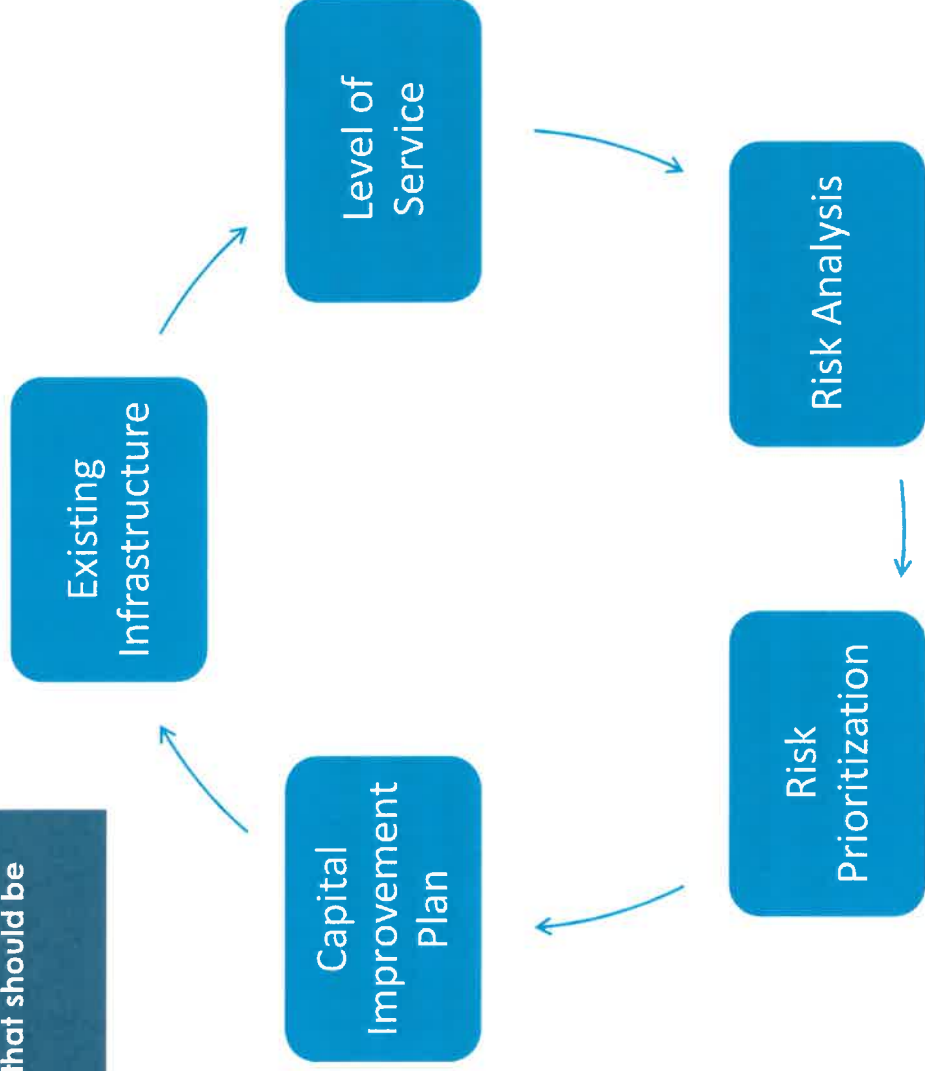 that should be
Existing
Infrastructure
Level of
Service
Risk Analysis
Risk
Prioritization
Capital
Improvement
Plan